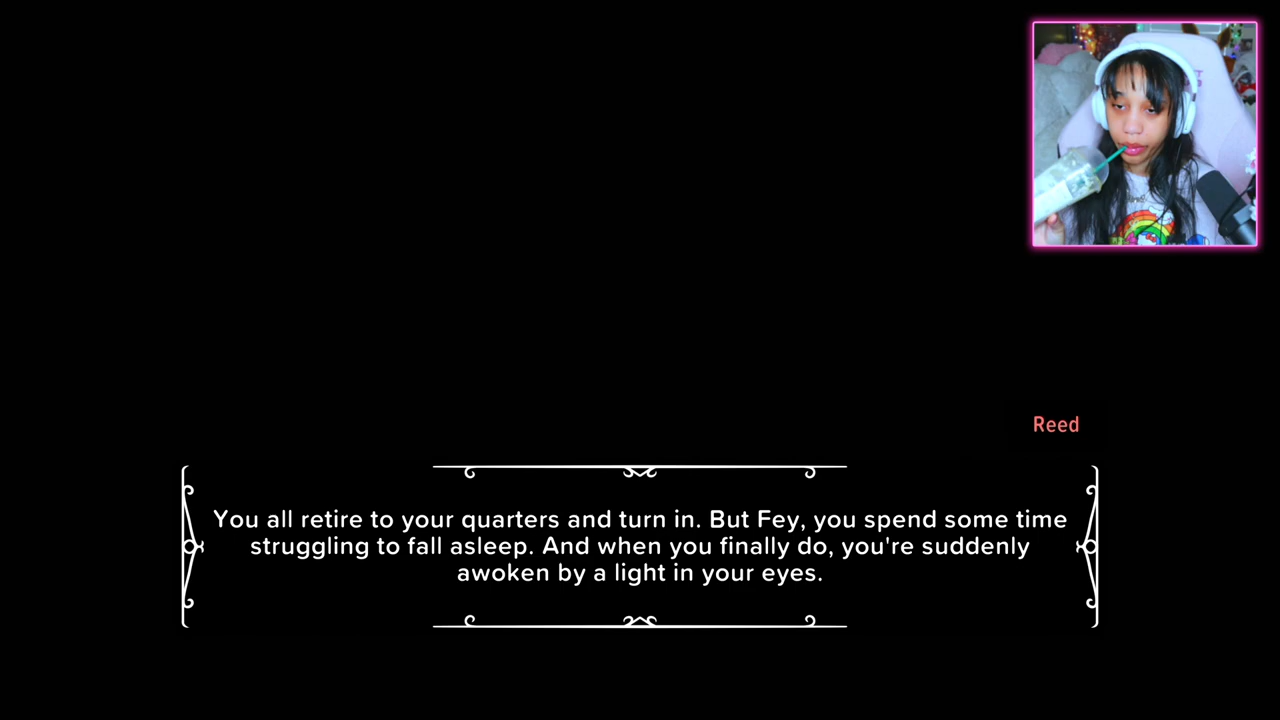 Reed
You all retire to your quarters and turn in. But Fey, you spend some time
struggling to fall asleep. And when you finally do, you're suddenly
awoken by a light in your eyes.